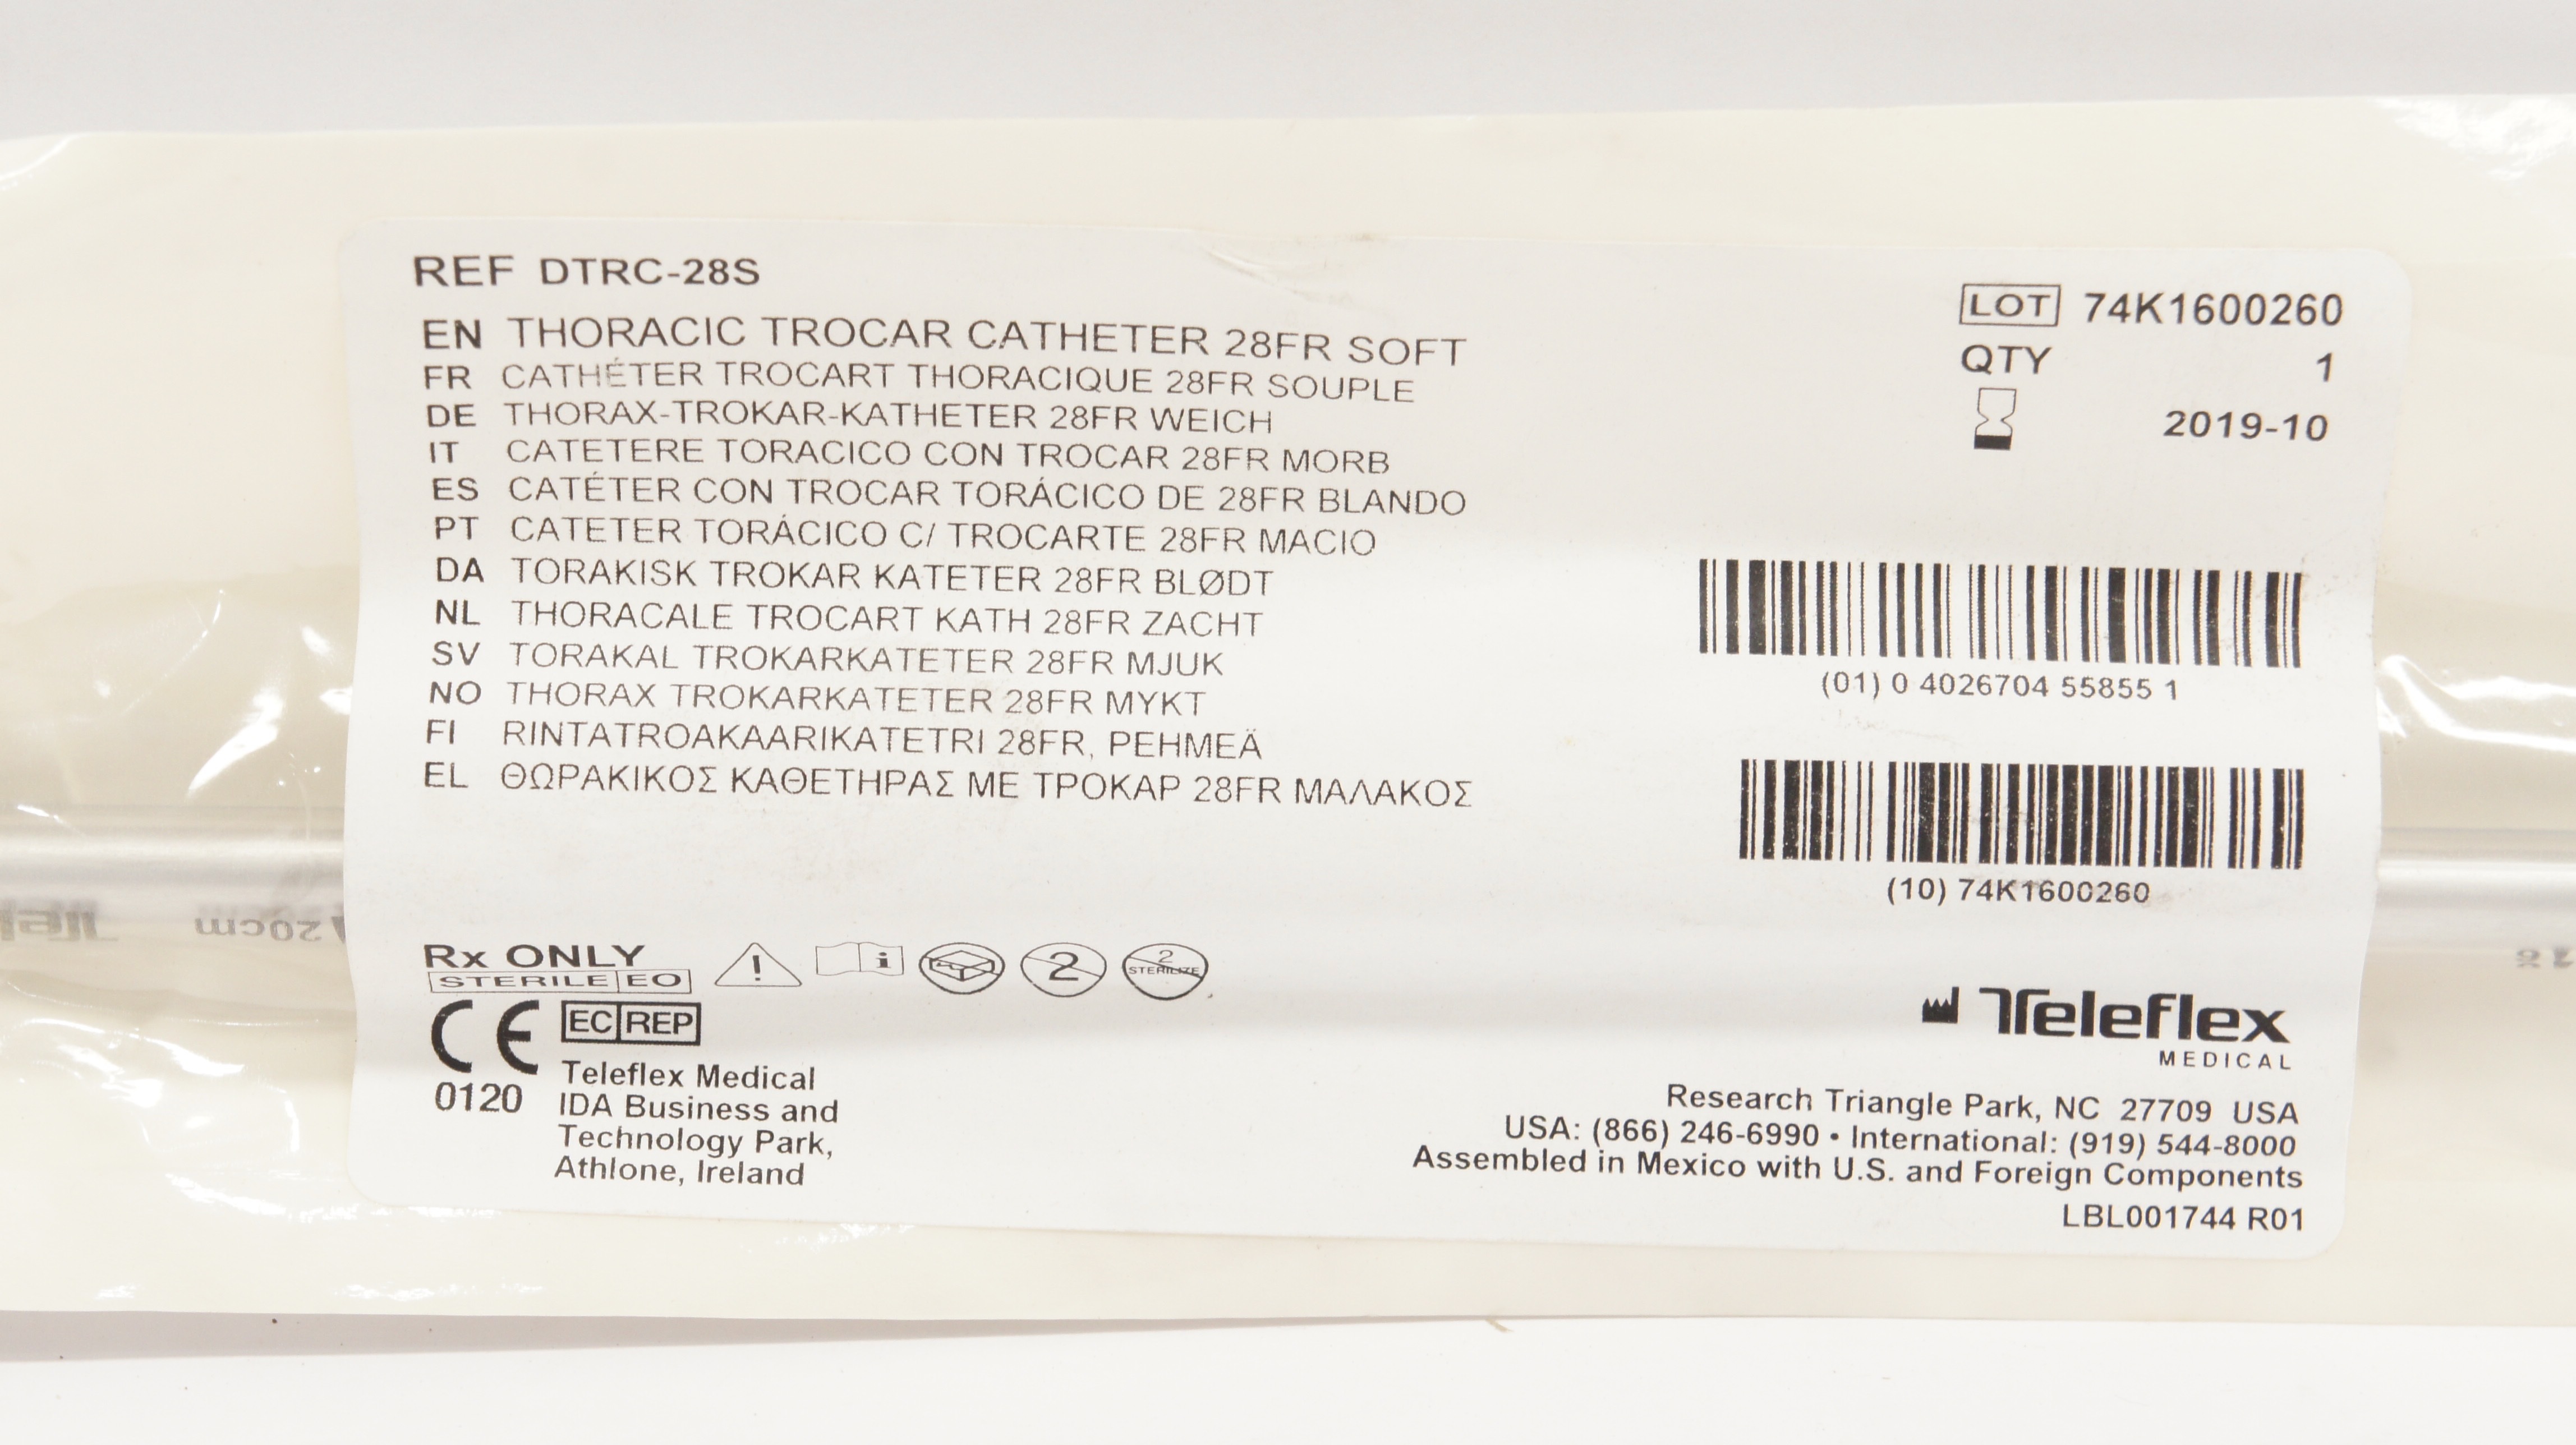 REF DTRC-28S
EN THORACIC TROCAR CATHETER 28FR SOFT
FR CATHÉTER TROCART THORACIQUE 28FR SOUPLE
DE THORAX-TROKAR-KATHETER 28FR WEICH
IT CATETERE TORACICO CON TROCAR 28FR MORB
ES CATÉTER CON TROCAR TORÁCICO DE 28FR BLANDO
PT CATETER TORÁCICO C/ TROCARTE 28FR MACIO
DA TORAKISK TROKAR KATETER 28FR BLØDT
NL THORACALE TROCART KATH 28FR ZACHT
SV TORAKAL TROKARKATETER 28FR MJUK
NO THORAX TROKARKATETER 28FR MYKT
FI RINTATROAKAARIKATETRI 28FR, PEHMEÄ
EL ΘΩΡΑΚΙΚΟΣ ΚΑΘΕΤΗΡΑΣ ΜΕ ΤΡΟΚΑΡ 28FR ΜΑΛΑΚΟΣ
LOT 74K1600260
QTY 1
2019-10
(01) 0 4026704 55855 1
(10) 74K1600260
20cm
Rx ONLY
STERILE EO
2
2
STERILIZE
CE
0120
EC REP
Teleflex Medical
IDA Business and
Technology Park,
Athlone, Ireland
Teleflex
MEDICAL
Research Triangle Park, NC 27709 USA
USA: (866) 246-6990 • International: (919) 544-8000
Assembled in Mexico with U.S. and Foreign Components
LBL001744 R01